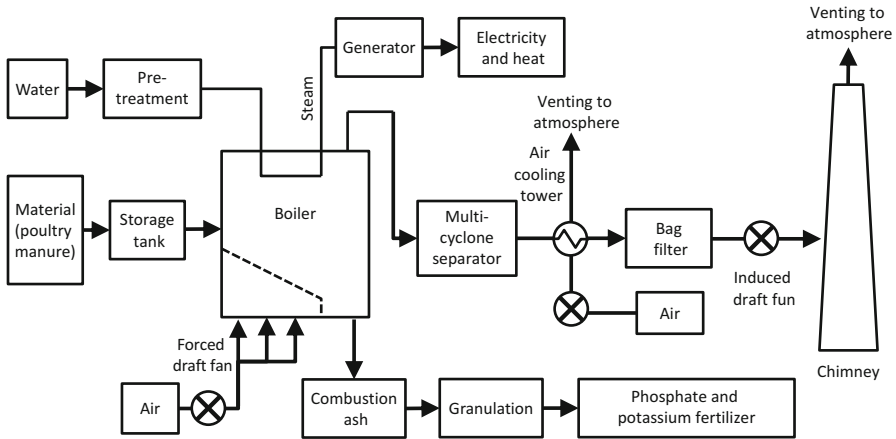 Venting to
atmosphere
Generator
Electricity
and heat
Water
Pre-
treatment
Steam
Venting to
atmosphere
Air
cooling
tower
Material
(poultry
manure)
Storage
tank
Boiler
Multi-
cyclone
separator
Bag
filter
Induced
draft fun
Air
Forced
draft fan
Air
Combustion
ash
Granulation
Phosphate and
potassium fertilizer
Chimney